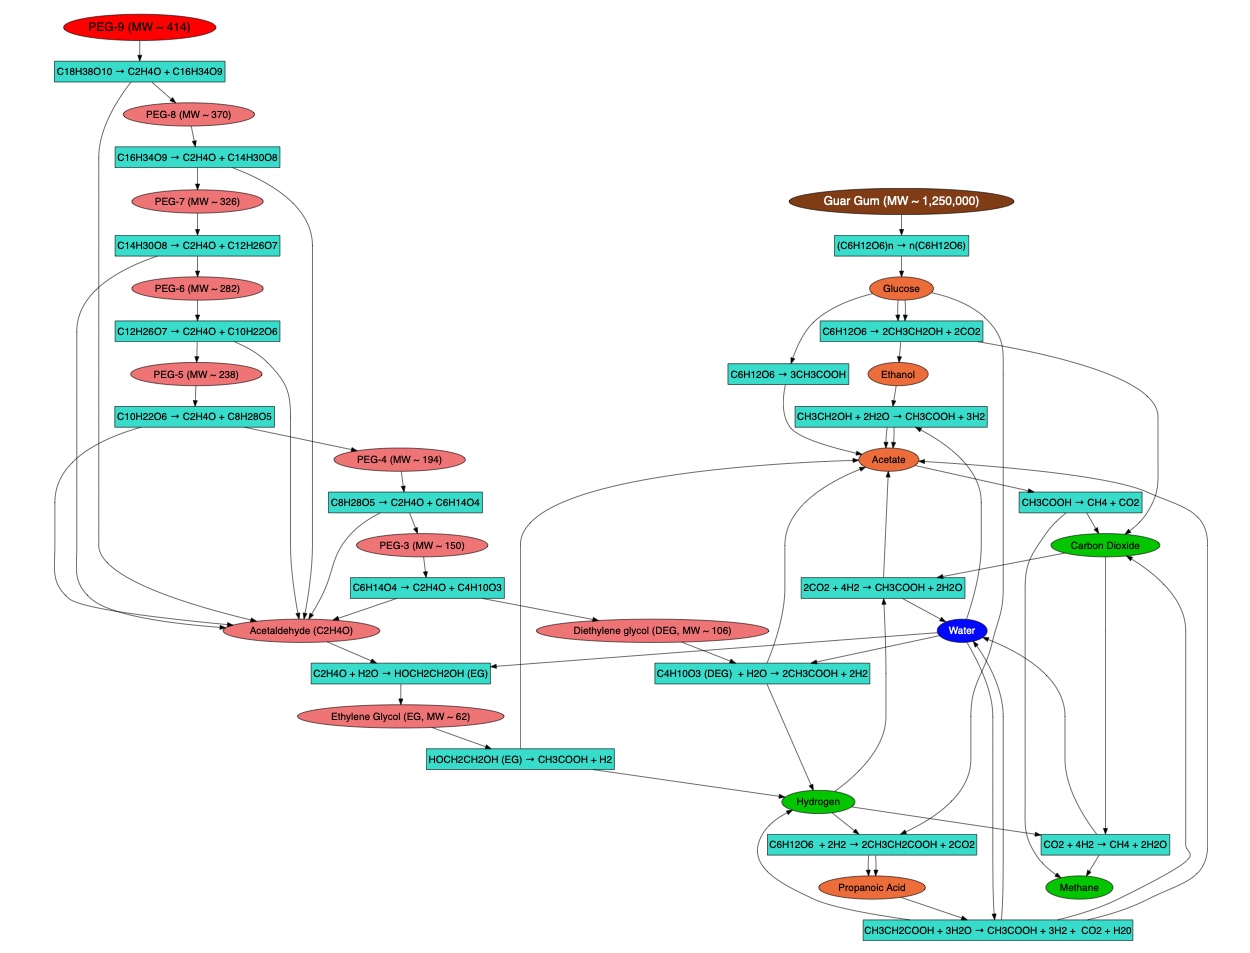 PEG-9 (MW ~ 414)
C18H38O10 → C2H4O + C16H34O9
PEG-8 (MW ~ 370)
C16H34O9 → C2H4O + C14H30O8
PEG-7 (MW ~ 326)
Guar Gum (MW ~ 1,250,000)
C14H30O8 → C2H4O + C12H26O7
(C6H12O6)n → n(C6H12O6)
PEG-6 (MW ~ 282)
Glucose
C12H26O7 → C2H4O + C10H22O6
C6H12O6 → 2CH3CH2OH + 2CO2
PEG-5 (MW ~ 238)
C6H12O6 → 3CH3COOH
Ethanol
C10H22O6 → C2H4O + C8H28O5
CH3CH2OH + 2H2O → CH3COOH + 3H2
PEG-4 (MW ~ 194)
Acetate
C8H28O5 → C2H4O + C6H14O4
CH3COOH → CH4 + CO2
PEG-3 (MW ~ 150)
Carbon Dioxide
C6H14O4 → C2H4O + C4H10O3
2CO2 + 4H2 → CH3COOH + 2H2O
Acetaldehyde (C2H4O)
Diethylene glycol (DEG, MW ~ 106)
Water
C2H4O + H2O → HOCH2CH2OH (EG)
C4H10O3 (DEG)  + H2O → 2CH3COOH + 2H2
Ethylene Glycol (EG, MW ~ 62)
HOCH2CH2OH (EG) → CH3COOH + H2
Hydrogen
C6H12O6  + 2H2 → 2CH3CH2COOH + 2CO2
CO2 + 4H2 → CH4 + 2H2O
Propanoic Acid
Methane
CH3CH2COOH + 3H2O → CH3COOH + 3H2 +  CO2 + H20